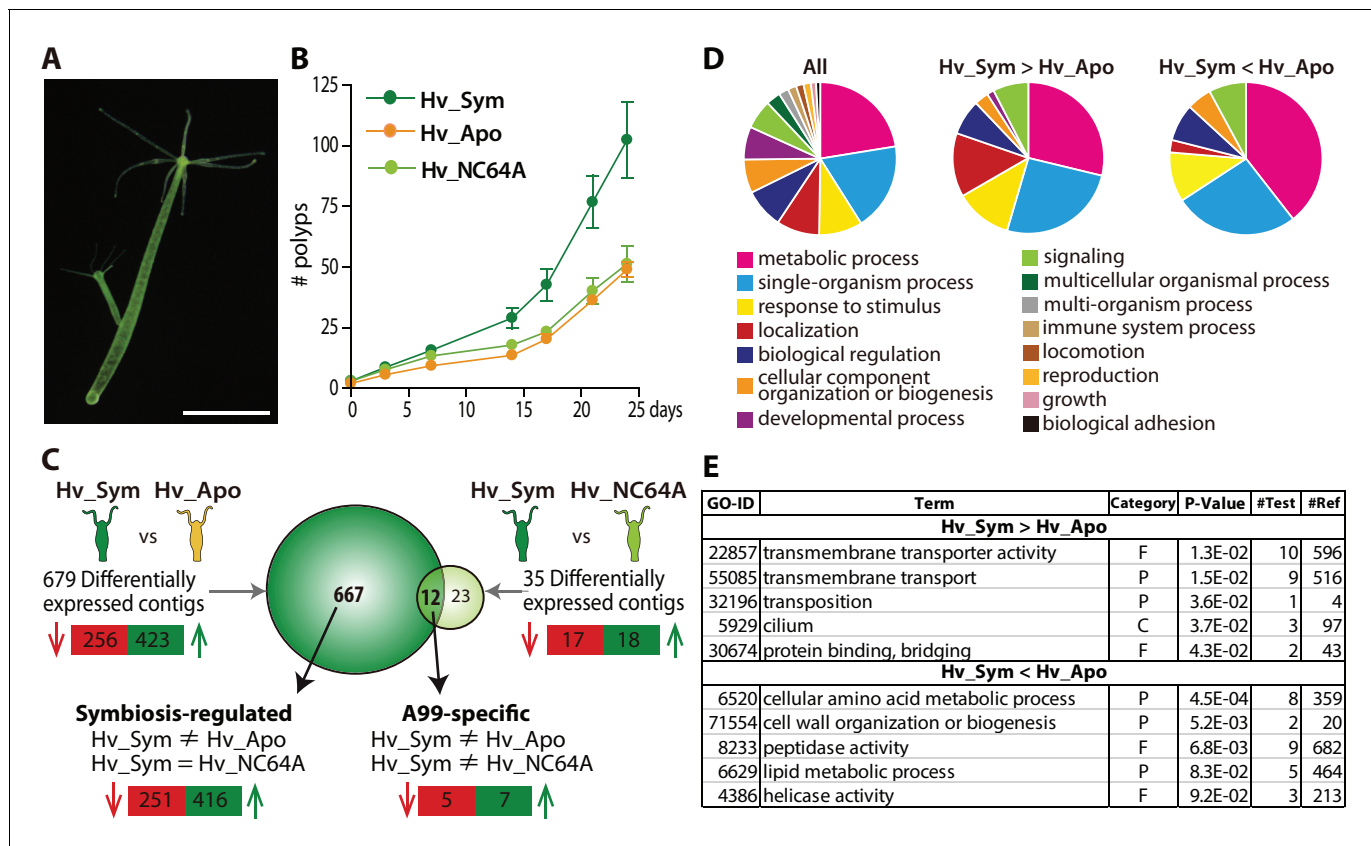 A
B
125
100
75
50
25
0
# polyps
Hv_Sym
Hv_Apo
Hv_NC64A
0 5 10 15 20 25 days
C
Hv_Sym Hv_Apo
vs
679 Differentially
expressed contigs
256 423
667
12
23
Hv_Sym Hv_NC64A
vs
35 Differentially
expressed contigs
17 18
Symbiosis-regulated
Hv_Sym ≠ Hv_Apo
Hv_Sym = Hv_NC64A
251 416
A99-specific
Hv_Sym ≠ Hv_Apo
Hv_Sym ≠ Hv_NC64A
5 7
D
All
Hv_Sym > Hv_Apo
Hv_Sym < Hv_Apo
metabolic process
single-organism process
response to stimulus
localization
biological regulation
cellular component
organization or biogenesis
developmental process
signaling
multicellular organismal process
multi-organism process
immune system process
locomotion
reproduction
growth
biological adhesion
E
GO-ID Term Category P-Value #Test #Ref
Hv_Sym > Hv_Apo
22857 transmembrane transporter activity F 1.3E-02 10 596
55085 transmembrane transport P 1.5E-02 9 516
32196 transposition P 3.6E-02 1 4
5929 cilium C 3.7E-02 3 97
30674 protein binding, bridging F 4.3E-02 2 43
Hv_Sym < Hv_Apo
6520 cellular amino acid metabolic process P 4.5E-04 8 359
71554 cell wall organization or biogenesis P 5.2E-03 2 20
8233 peptidase activity F 6.8E-03 9 682
6629 lipid metabolic process P 8.3E-02 5 464
4386 helicase activity F 9.2E-02 3 213